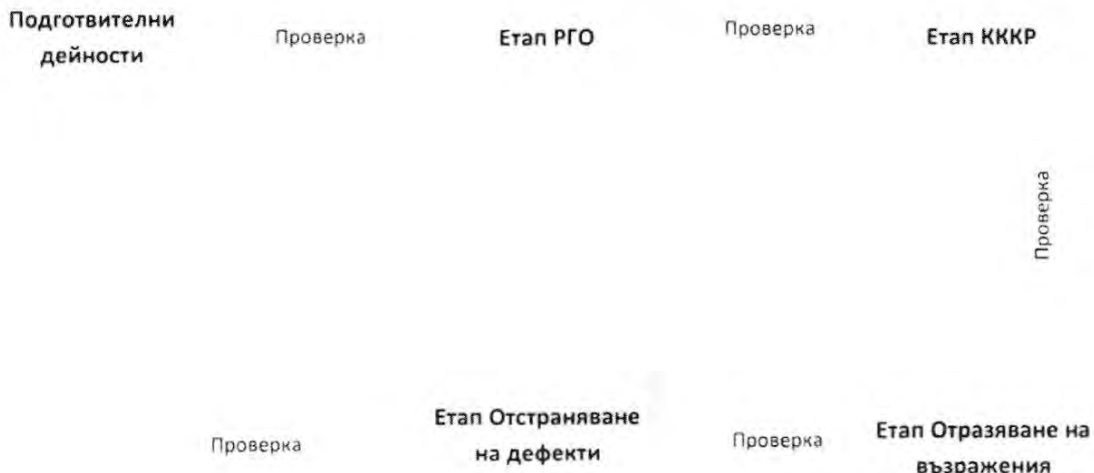 Подготвителни
дейности
Проверка
Етап РГО
Проверка
Етап КККР
Проверка
Етап Отстраняване
на дефекти
Проверка
Проверка
Етап Отразяване на
възражения